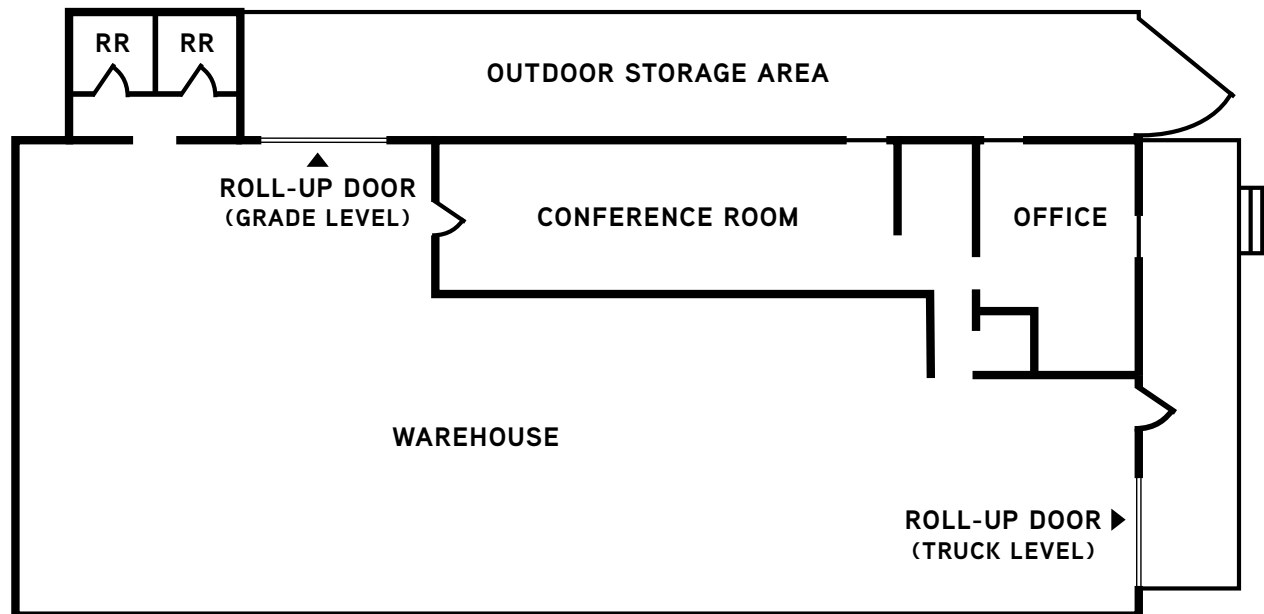 RR
RR
OUTDOOR STORAGE AREA
ROLL-UP DOOR
(GRADE LEVEL)
CONFERENCE ROOM
OFFICE
WAREHOUSE
ROLL-UP DOOR
(TRUCK LEVEL)